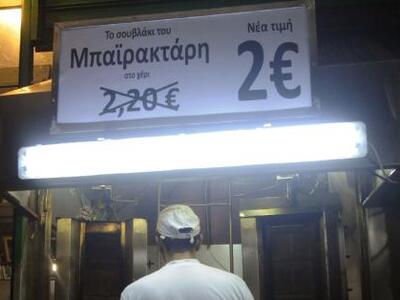 Το σουβλάκι του
Μπαϊρακτάρη
στο χέρι
2,20 €
Νέα τιμή
2€